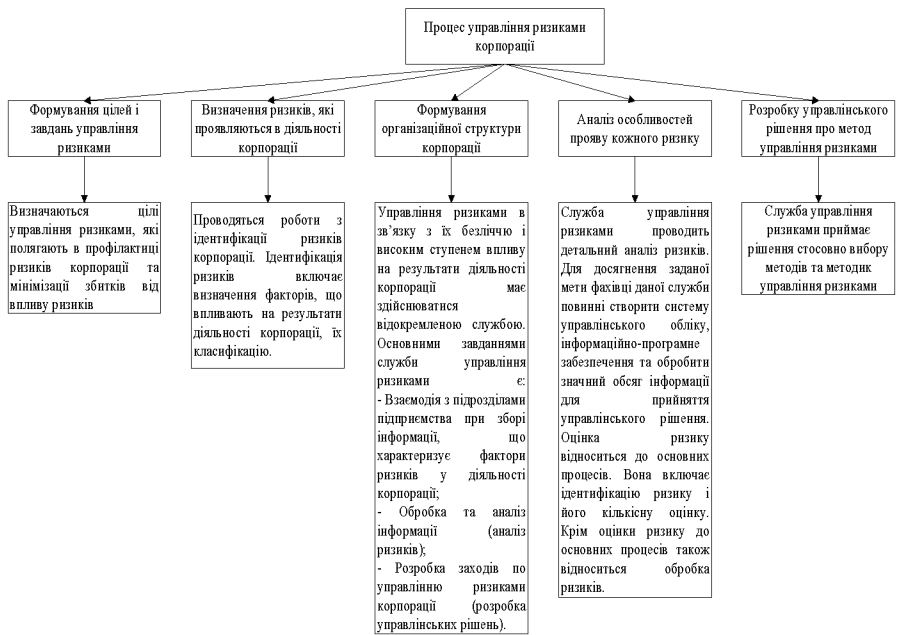 Процес управління ризиками
корпорації
Формування цілей і
завдань управління
ризиками
Визначення ризиків, які
проявляються в діяльності
корпорації
Формування
організаційної структури
корпорації
Аналіз особливостей
прояву кожного ризику
Розробку управлінського
рішення про метод
управління ризиками
Визначаються цілі
управління ризиками, які
полягають в профілактиці
ризиків корпорації та
мінімізації збитків від
впливу ризиків
Проводяться роботи з
ідентифікації ризиків
корпорації. Ідентифікація
ризиків включає
визначення факторів, що
впливають на результати
діяльності корпорації, їх
класифікацію.
Управління ризиками в
зв’язку з їх безліччю і
високим ступенем впливу
на результати діяльності
корпорації має
здійснюватися
відокремленою службою.
Основними завданнями
служби управління
ризиками є:
- Взаємодія з підрозділами
підприємства при зборі
інформації, що
характеризує фактори
ризиків у діяльності
корпорації;
- Обробка та аналіз
інформації (аналіз
ризиків);
- Розробка заходів по
управлінню ризиками
корпорації (розробка
управлінських рішень).
Служба управління
ризиками проводить
детальний аналіз ризиків.
Для досягнення заданої
мети фахівці даної служби
повинні створити систему
управлінського обліку,
інформаційно-програмне
забезпечення та обробити
значний обсяг інформації
для прийняття
управлінського рішення.
Оцінка ризику
відноситься до основних
процесів. Вона включає
ідентифікацію ризику і
його кількісну оцінку.
Крім оцінки ризику до
основних процесів також
відноситься обробка
ризиків.
Служба управління
ризиками приймає
рішення стосовно вибору
методів та методик
управління ризиками